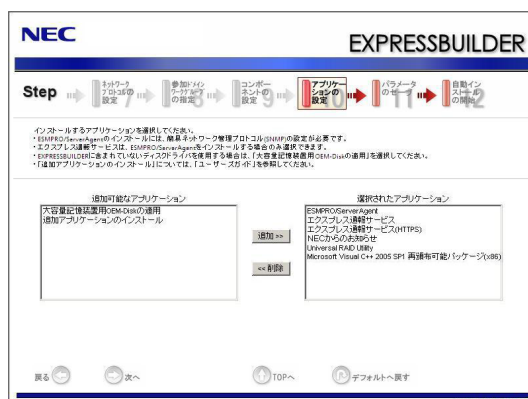 NEC
EXPRESSBUILDER
Step
ネットワーク
プロトコルの
設定 7
参加ドメイン
ワークグループ
の指定 8
コンポー
ネントの
設定 9
アプリケー
ションの
設定 10
パラメータ
のセーブ 11
自動イン
ストール
の開始 12
インストールするアプリケーションを選択してください。
・ESMPRO/ServerAgentのインストールには、簡易ネットワーク管理プロトコル(SNMP)の設定が必要です。
・エクスプレス通報サービスは、ESMPRO/ServerAgentをインストールする場合のみ選択できます。
・EXPRESSBUILDERに含まれていないディスクドライバを使用する場合は、「大容量記憶装置用OEM-Diskの適用」を選択してください。
・「追加アプリケーションのインストール」については、「ユーザーズガイド」を参照してください。
追加可能なアプリケーション
大容量記憶装置用OEM-Diskの適用
追加アプリケーションのインストール
追加 >>
<< 削除
選択されたアプリケーション
ESMPRO/ServerAgent
エクスプレス通報サービス
エクスプレス通報サービス(HTTPS)
NECからのお知らせ
Universal RAID Utility
Microsoft Visual C++ 2005 SP1 再頒布可能パッケージ(x86)
戻る
次へ
TOPへ
デフォルトへ戻す